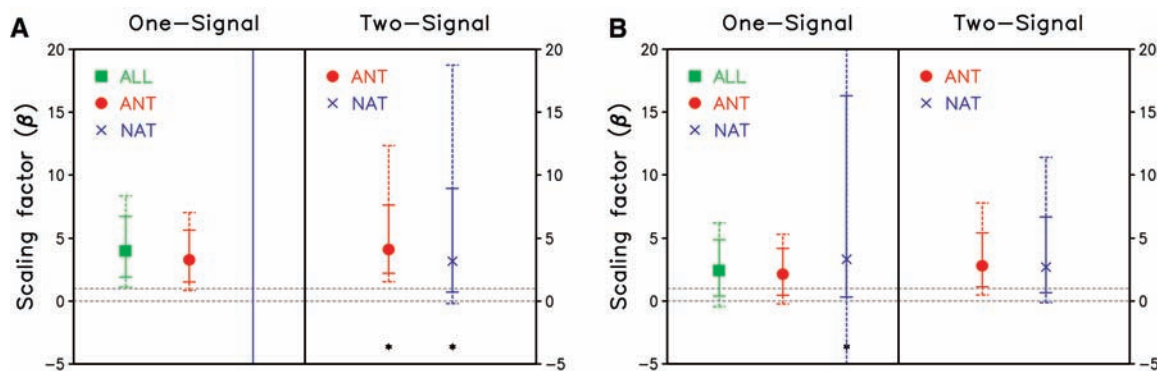 A One−Signal Two−Signal
20 20
ALL ANT
ANT NAT
NAT
15 15
10 10
5 5
0 0
−5 −5
Scaling factor (β)
B One−Signal Two−Signal
20 20
ALL ANT
ANT NAT
NAT
15 15
10 10
5 5
0 0
−5 −5
Scaling factor (β)